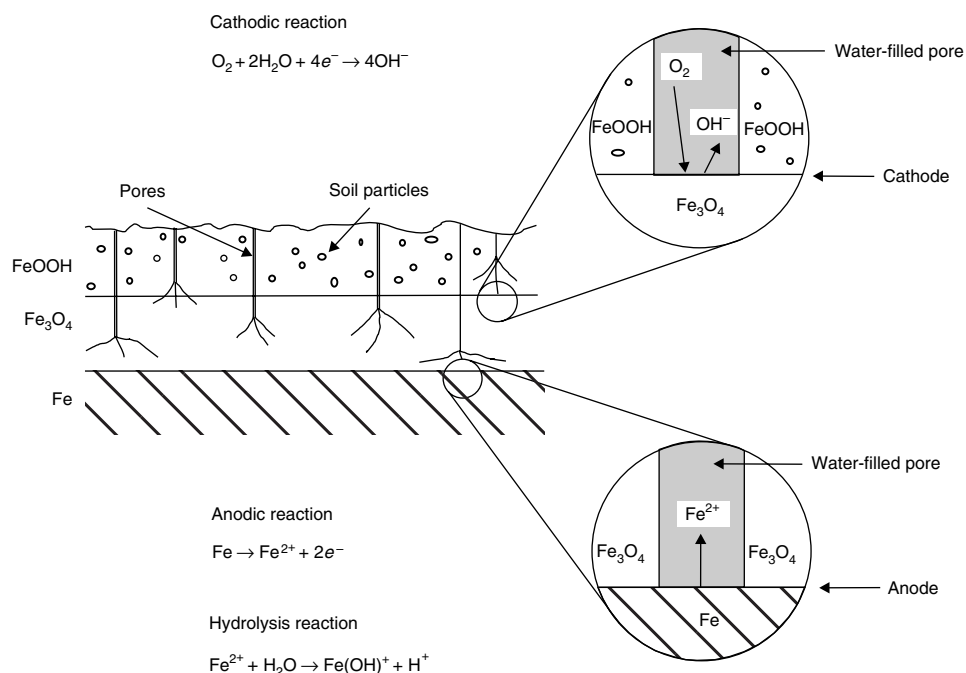 Cathodic reaction
O₂ + 2H₂O + 4e⁻ → 4OH⁻
Water-filled pore
O₂
OH⁻
FeOOH
FeOOH
Cathode
Fe₃O₄
Pores
Soil particles
FeOOH
Fe₃O₄
Fe
Water-filled pore
Fe²⁺
Fe₃O₄
Fe₃O₄
Anode
Fe
Anodic reaction
Fe → Fe²⁺ + 2e⁻
Hydrolysis reaction
Fe²⁺ + H₂O → Fe(OH)⁺ + H⁺